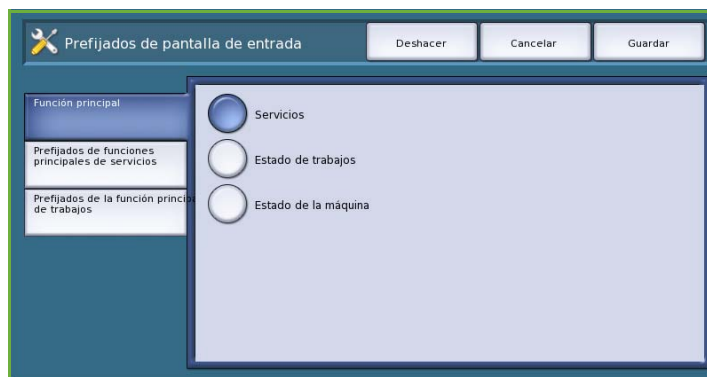 Prefijados de pantalla de entrada
Deshacer
Cancelar
Guardar
Función principal
Prefijados de funciones
principales de servicios
Prefijados de la función
de trabajos
Servicios
Estado de trabajos
Estado de la máquina